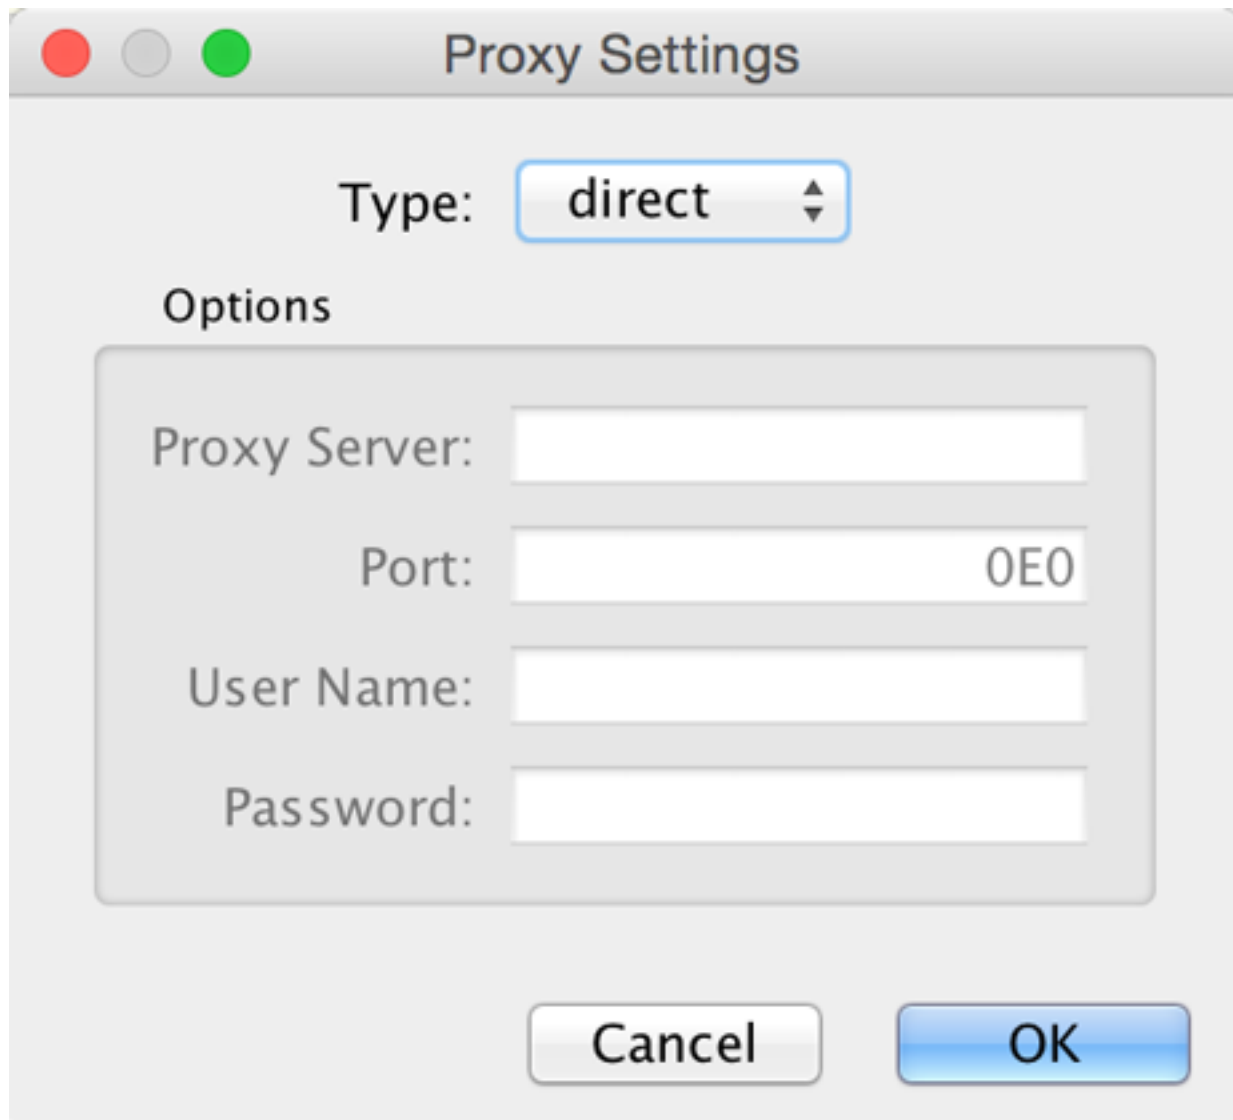 Proxy Settings
Type: direct
Options
Proxy Server:
Port: 0E0
User Name:
Password:
Cancel OK